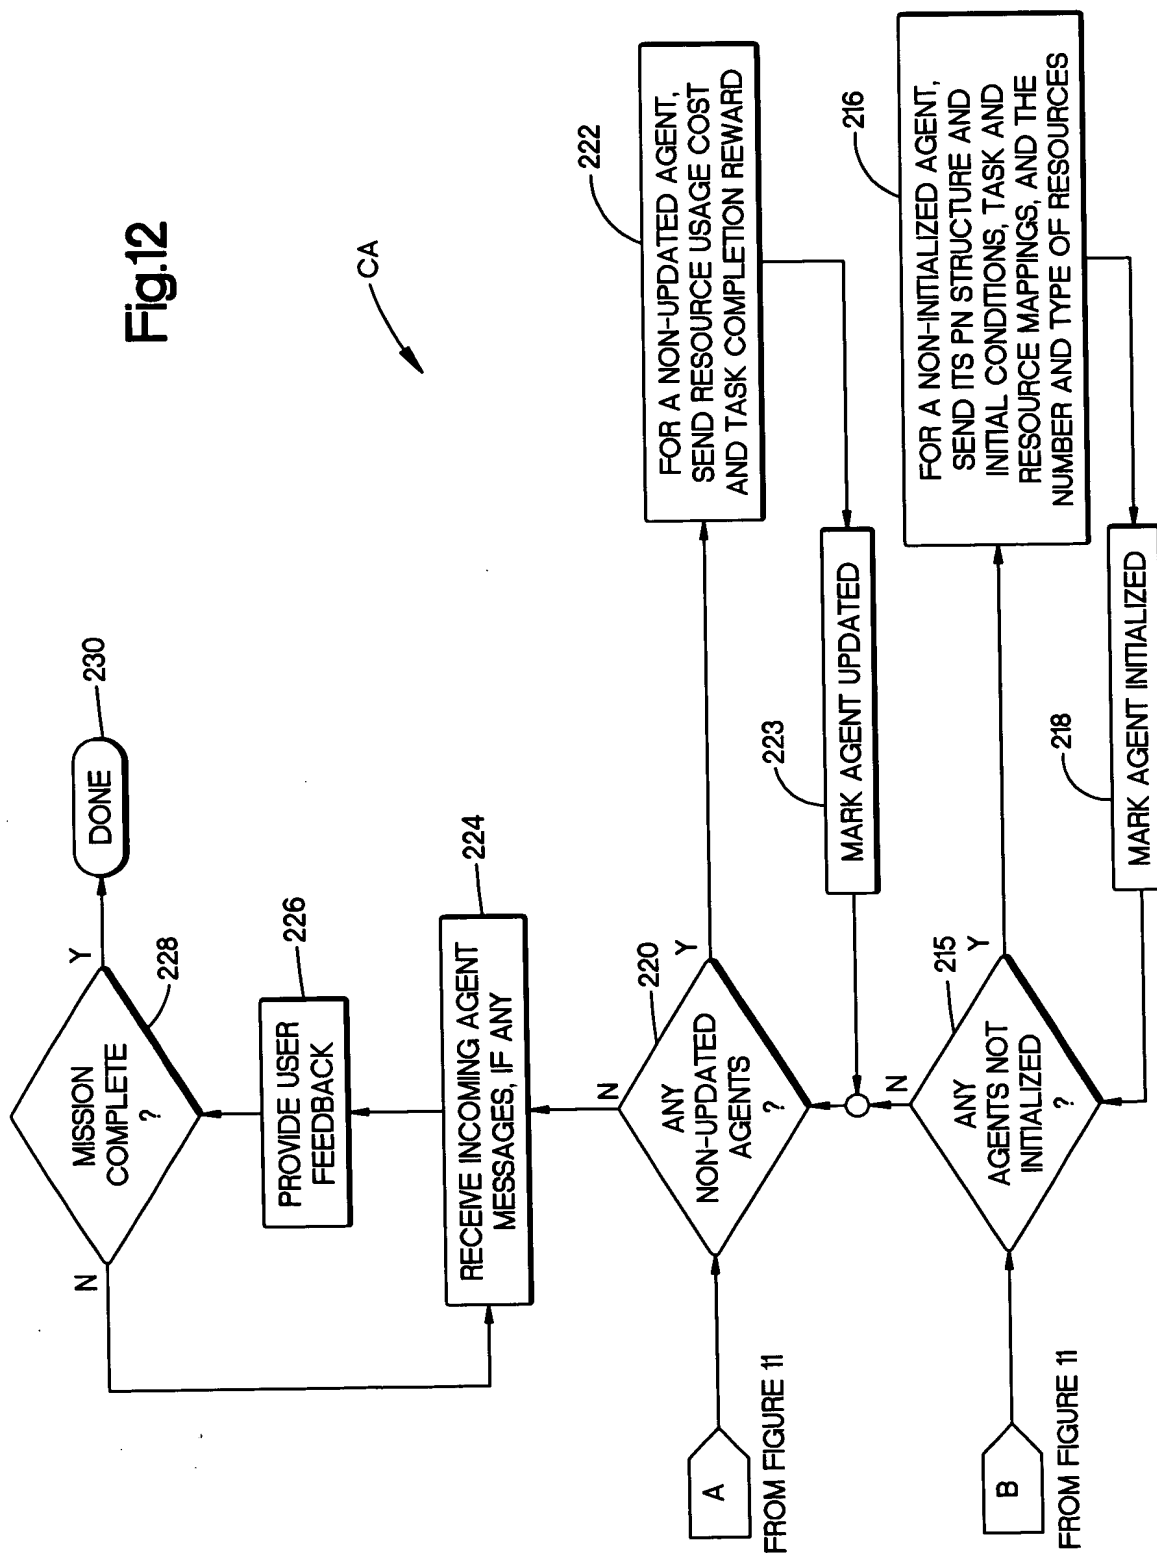 Fig.12
CA
A
FROM FIGURE 11
ANY
NON-UPDATED
AGENTS
?
220
Y
N
FOR A NON-UPDATED AGENT,
SEND RESOURCE USAGE COST
AND TASK COMPLETION REWARD
222
MARK AGENT UPDATED
223
B
FROM FIGURE 11
ANY
AGENTS NOT
INITIALIZED
?
215
Y
N
FOR A NON-INITIALIZED AGENT,
SEND ITS PN STRUCTURE AND
INITIAL CONDITIONS, TASK AND
RESOURCE MAPPINGS, AND THE
NUMBER AND TYPE OF RESOURCES
216
MARK AGENT INITIALIZED
218
RECEIVE INCOMING AGENT
MESSAGES, IF ANY
224
PROVIDE USER
FEEDBACK
226
MISSION
COMPLETE
?
228
N
Y
DONE
230